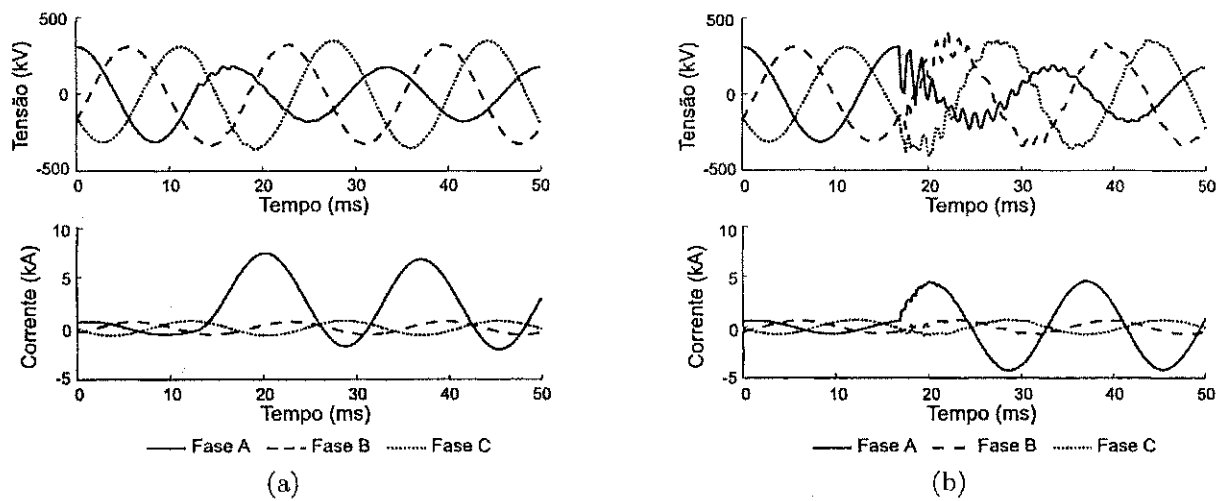 500
0
-500
Tensão (kV)
0 10 20 30 40 50
Tempo (ms)
10
5
0
-5
Corrente (kA)
0 10 20 30 40 50
Tempo (ms)
Fase A Fase B Fase C
(a)
500
0
-500
Tensão (kV)
0 10 20 30 40 50
Tempo (ms)
10
5
0
-5
Corrente (kA)
0 10 20 30 40 50
Tempo (ms)
Fase A Fase B Fase C
(b)